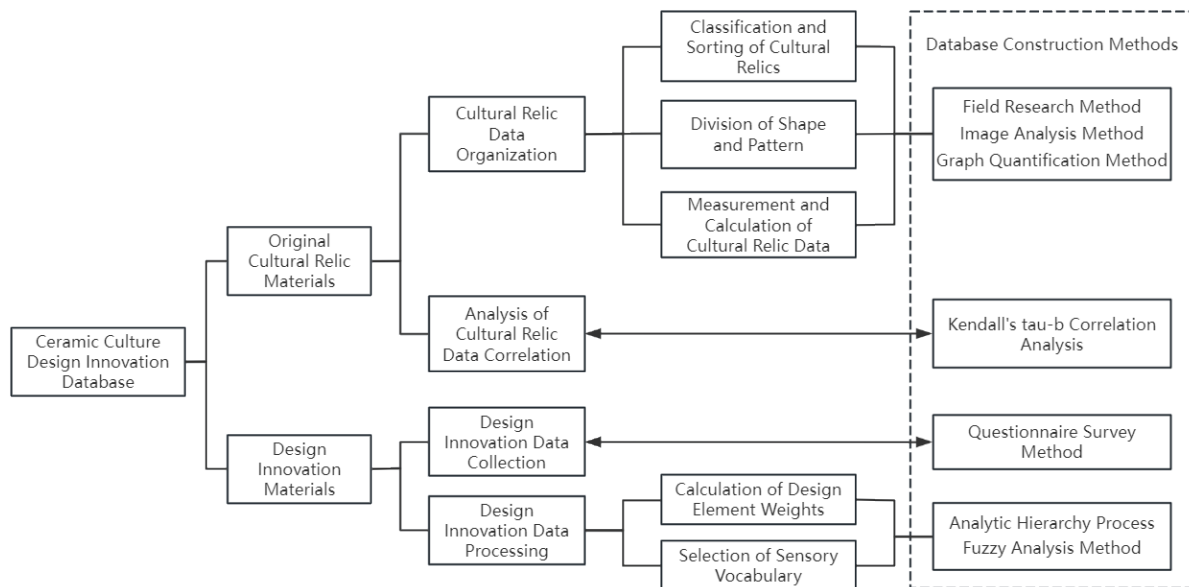 Ceramic Culture
Design Innovation
Database
Original
Cultural Relic
Materials
Design
Innovation
Materials
Cultural Relic
Data
Organization
Analysis of
Cultural Relic
Data Correlation
Design
Innovation Data
Collection
Design
Innovation Data
Processing
Classification and
Sorting of Cultural
Relics
Division of Shape
and Pattern
Measurement and
Calculation of
Cultural Relic Data
Calculation of Design
Element Weights
Selection of Sensory
Vocabulary
Database Construction Methods
Field Research Method
Image Analysis Method
Graph Quantification Method
Kendall's tau-b Correlation
Analysis
Questionnaire Survey
Method
Analytic Hierarchy Process
Fuzzy Analysis Method